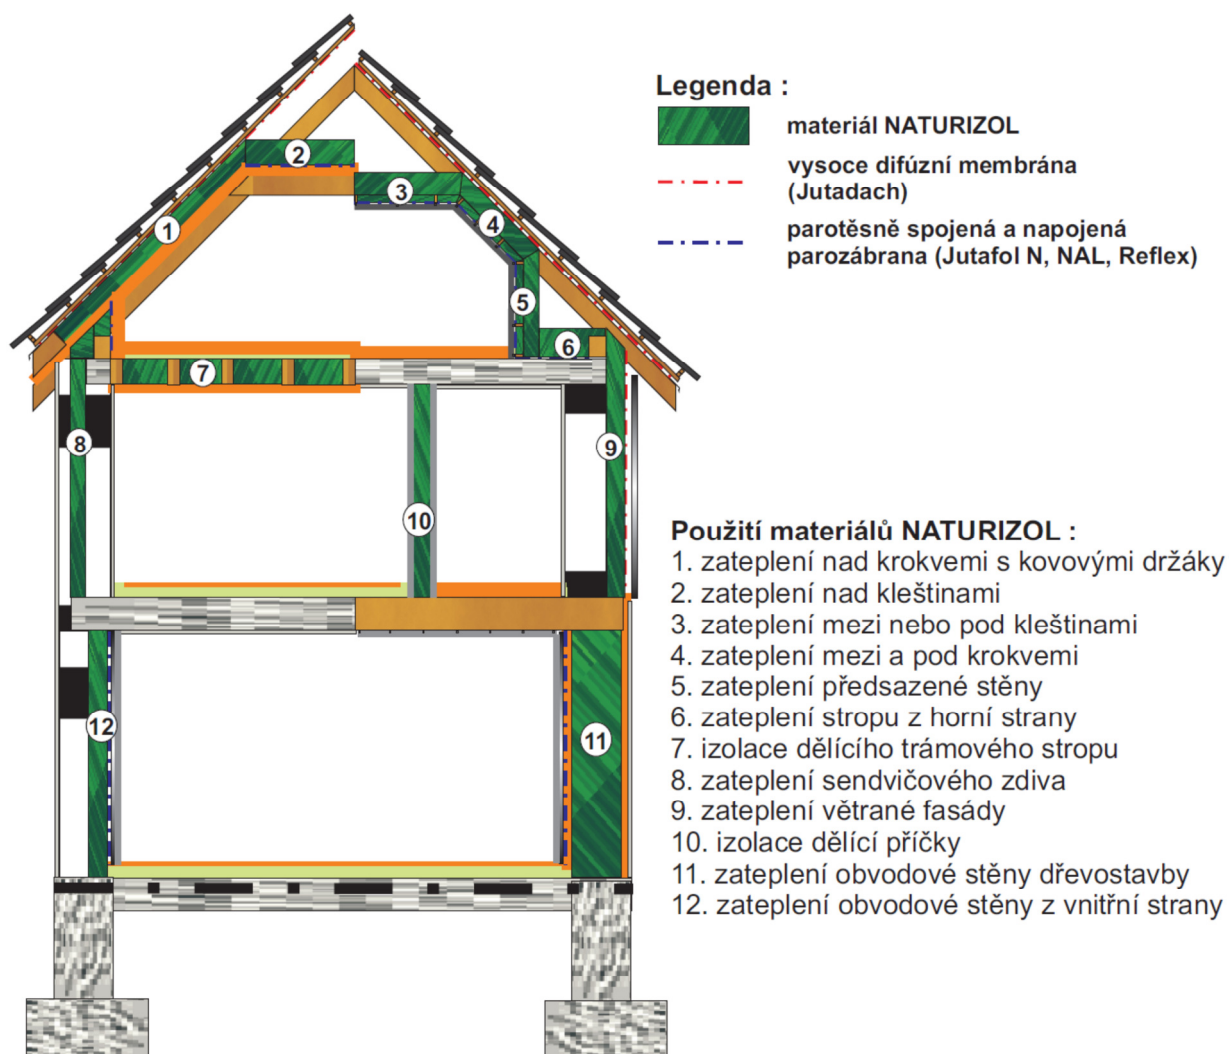 Legenda :
materiál NATURIZOL
vysoce difúzní membrána
(Jutadach)
parotěsně spojená a napojená
parozábrana (Jutafol N, NAL, Reflex)
2
3
1
4
5
6
7
8
9
10
12
11
Použití materiálů NATURIZOL :
1. zateplení nad krokvemi s kovovými držáky
2. zateplení nad kleštinami
3. zateplení mezi nebo pod kleštinami
4. zateplení mezi a pod krokvemi
5. zateplení předsazené stěny
6. zateplení stropu z horní strany
7. izolace dělícího trámového stropu
8. zateplení sendvičového zdiva
9. zateplení větrané fasády
10. izolace dělící příčky
11. zateplení obvodové stěny dřevostavby
12. zateplení obvodové stěny z vnitřní strany